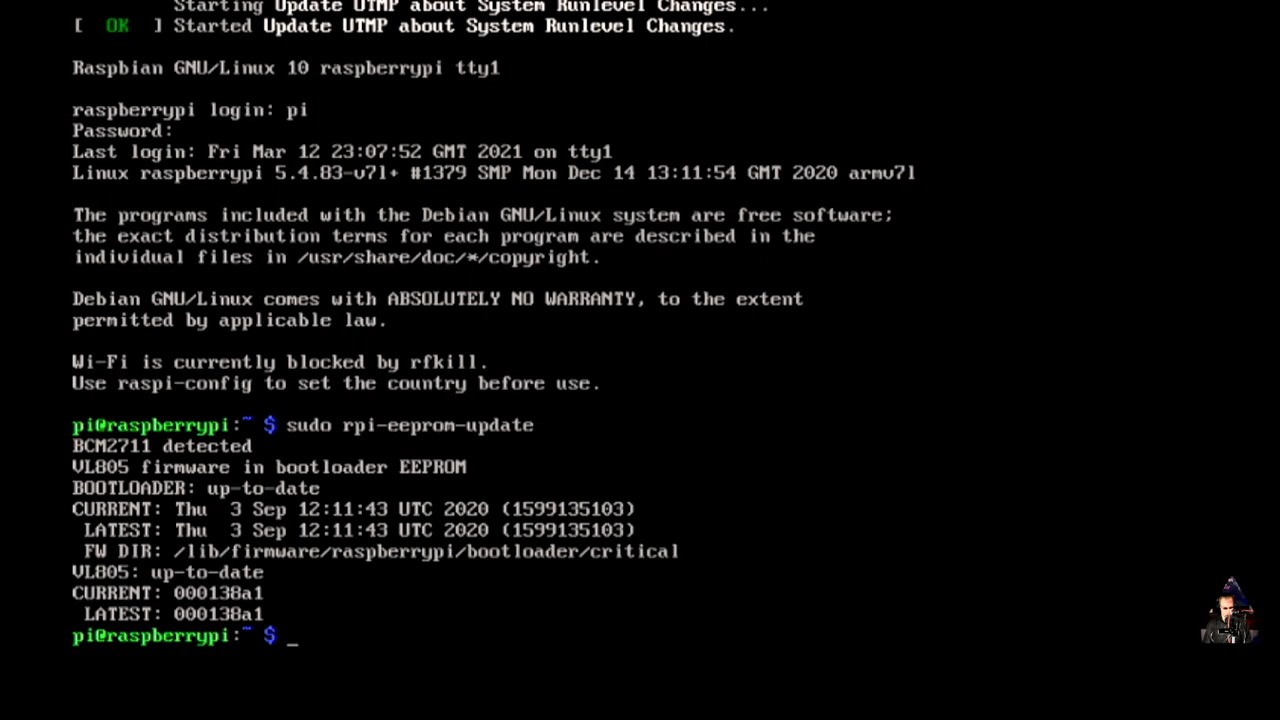 Starting Update UTMP about System Runlevel Changes...
[  OK  ] Started Update UTMP about System Runlevel Changes.
Raspbian GNU/Linux 10 raspberrypi tty1
raspberrypi login: pi
Password:
Last login: Fri Mar 12 23:07:52 GMT 2021 on tty1
Linux raspberrypi 5.4.83-v7l+ #1379 SMP Mon Dec 14 13:11:54 GMT 2020 armv7l
The programs included with the Debian GNU/Linux system are free software;
the exact distribution terms for each program are described in the
individual files in /usr/share/doc/*/copyright.
Debian GNU/Linux comes with ABSOLUTELY NO WARRANTY, to the extent
permitted by applicable law.
Wi-Fi is currently blocked by rfkill.
Use raspi-config to set the country before use.
pi@raspberrypi:~ $ sudo rpi-eeprom-update
BCM2711 detected
VL805 firmware in bootloader EEPROM
BOOTLOADER: up-to-date
CURRENT: Thu  3 Sep 12:11:43 UTC 2020 (1599135103)
 LATEST: Thu  3 Sep 12:11:43 UTC 2020 (1599135103)
 FW DIR: /lib/firmware/raspberrypi/bootloader/critical
VL805: up-to-date
CURRENT: 000138a1
 LATEST: 000138a1
pi@raspberrypi:~ $ _